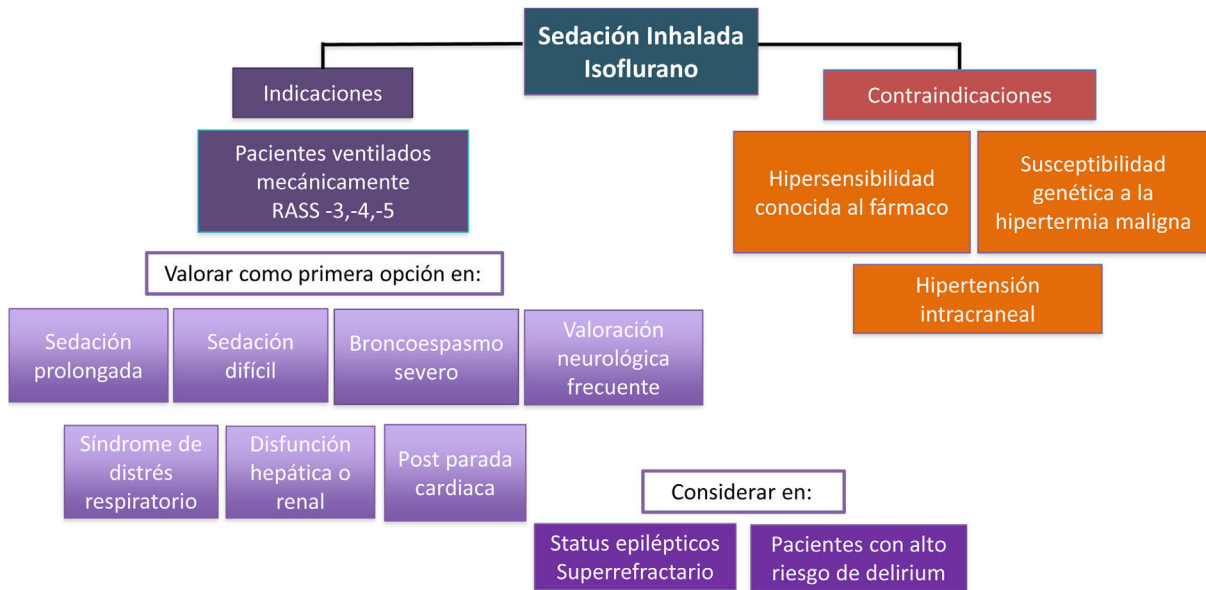 Sedación Inhalada
Isoflurano
Indicaciones
Contraindicaciones
Pacientes ventilados
mecánicamente
RASS -3,-4,-5
Hipersensibilidad
conocida al fármaco
Susceptibilidad
genética a la
hipertermia maligna
Hipertensión
intracraneal
Valorar como primera opción en:
Sedación
prolongada
Sedación
difícil
Broncoespasmo
severo
Valoración
neurológica
frecuente
Síndrome de
distrés
respiratorio
Disfunción
hepática o
renal
Post parada
cardiaca
Considerar en:
Status epilépticos
Superrefractario
Pacientes con alto
riesgo de delirium